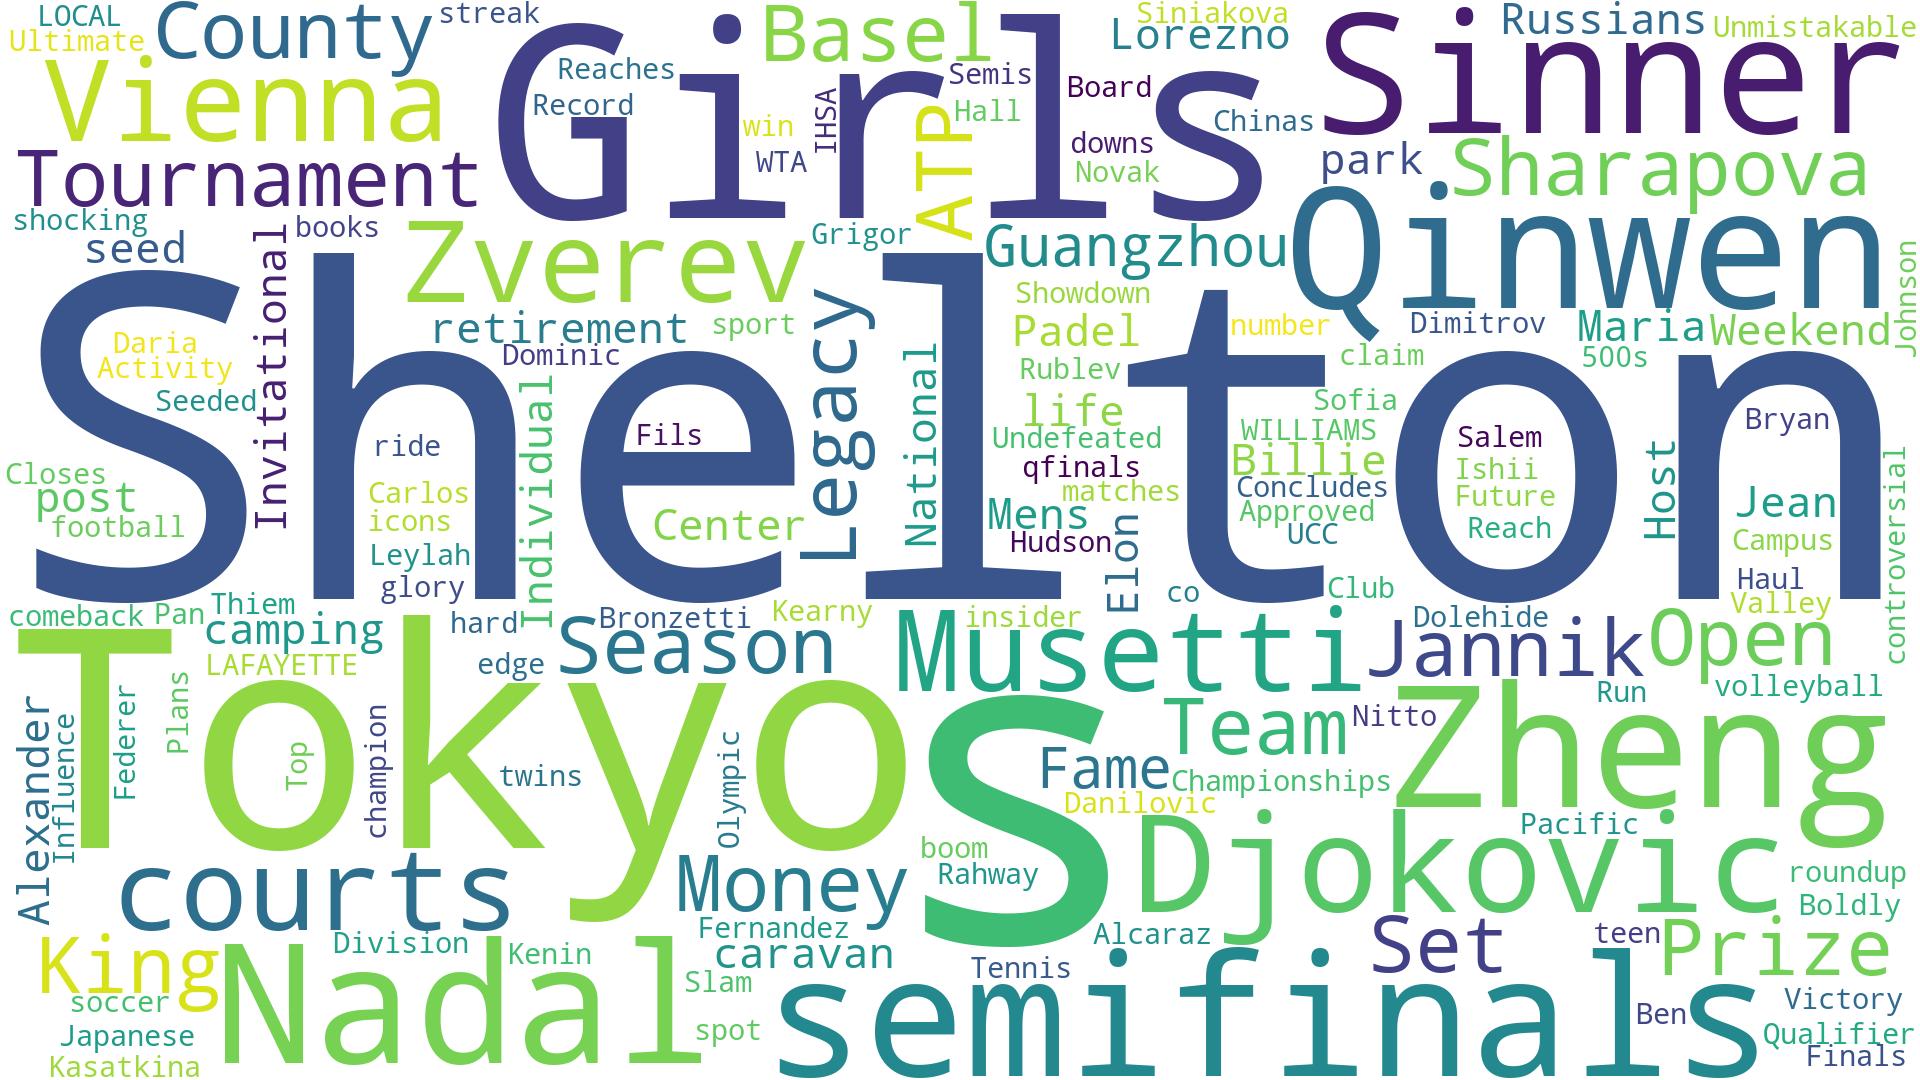 LOCAL
Ultimate
County
streak
Girls
Basel
Siniakova
Lorezno
Sinner
Russians
Unmistakable
Vienna
Reaches
Record
Semis
Board
Hall
Chinas
win
WTA
IHSA
ATP
downs
Novak
Tournament
park
Sharapova
shocking
seed
Invitational
books
Zverev
Grigor
Guangzhou
Qinwen
Johnson
Shelton
Daria
Activity
Seeded
retirement
sport
Dominic
Legacy
National
Showdown
Padel
number
Dimitrov
Maria
Weekend
500s
Rublev
claim
Individual
ride
Fils
life
Sofia
Undefeated
WILLIAMS
Salem
Bryan
Closes
post
football
Carlos
icons
Leylah
glory
Center
qfinals
matches
Billie
Concludes
Approved
UCC
Ishii
Future
Reach
Host
Jean
Campus
Haul
Valley
controversial
Mens
Hudson
Elon
co
Club
comeback
Pan
Thiem
camping
LAFAYETTE
hard
edge
Bronzetti
Season
Kearny
insider
Musetti
Dolehide
Jannik
Open
Tokyo
s
Alexander
Influence
Federer
Plans
Top
champion
twins
Olympic
Fame
Team
Nitto
Run
volleyball
Zheng
Championships
Danilovic
Djokovic
Pacific
roundup
Boldly
courts
Money
boom
Rahway
King
Nadal
Division
Kenin
Fernandez
caravan
Slam
spot
Tennis
Alcaraz
Set
teen
Prize
semifinals
soccer
Japanese
Kasatkina
Ben
Victory
Qualifier
Finals